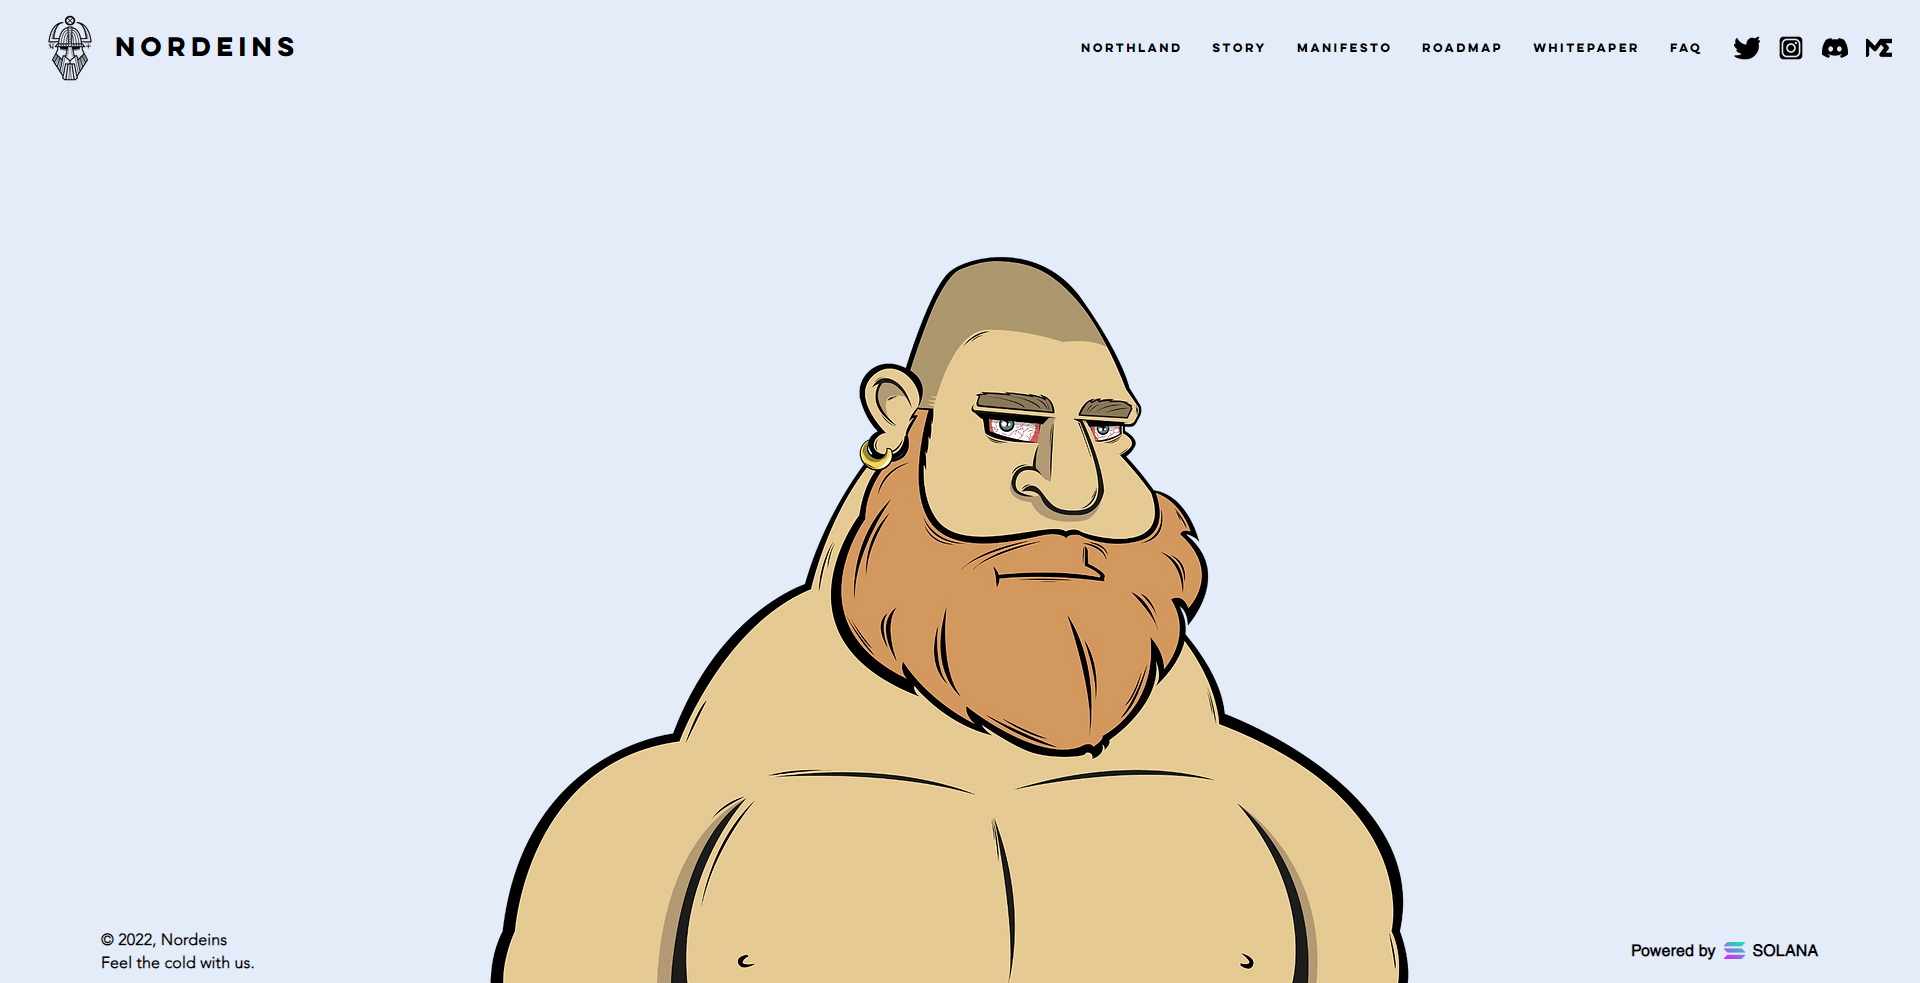 NORDEINS
NORTHLAND STORY MANIFESTO ROADMAP WHITEPAPER FAQ
© 2022, Nordeins
Feel the cold with us.
Powered by SOLANA